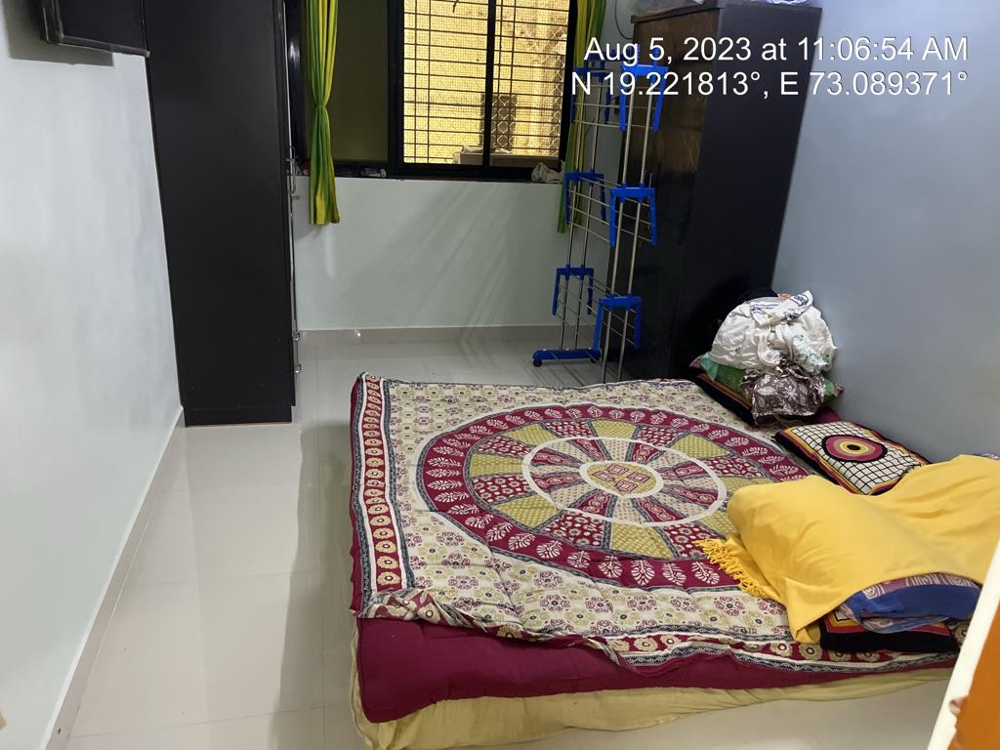 Aug 5, 2023 at 11:06:54 AM
N 19.221813°, E 73.089371°